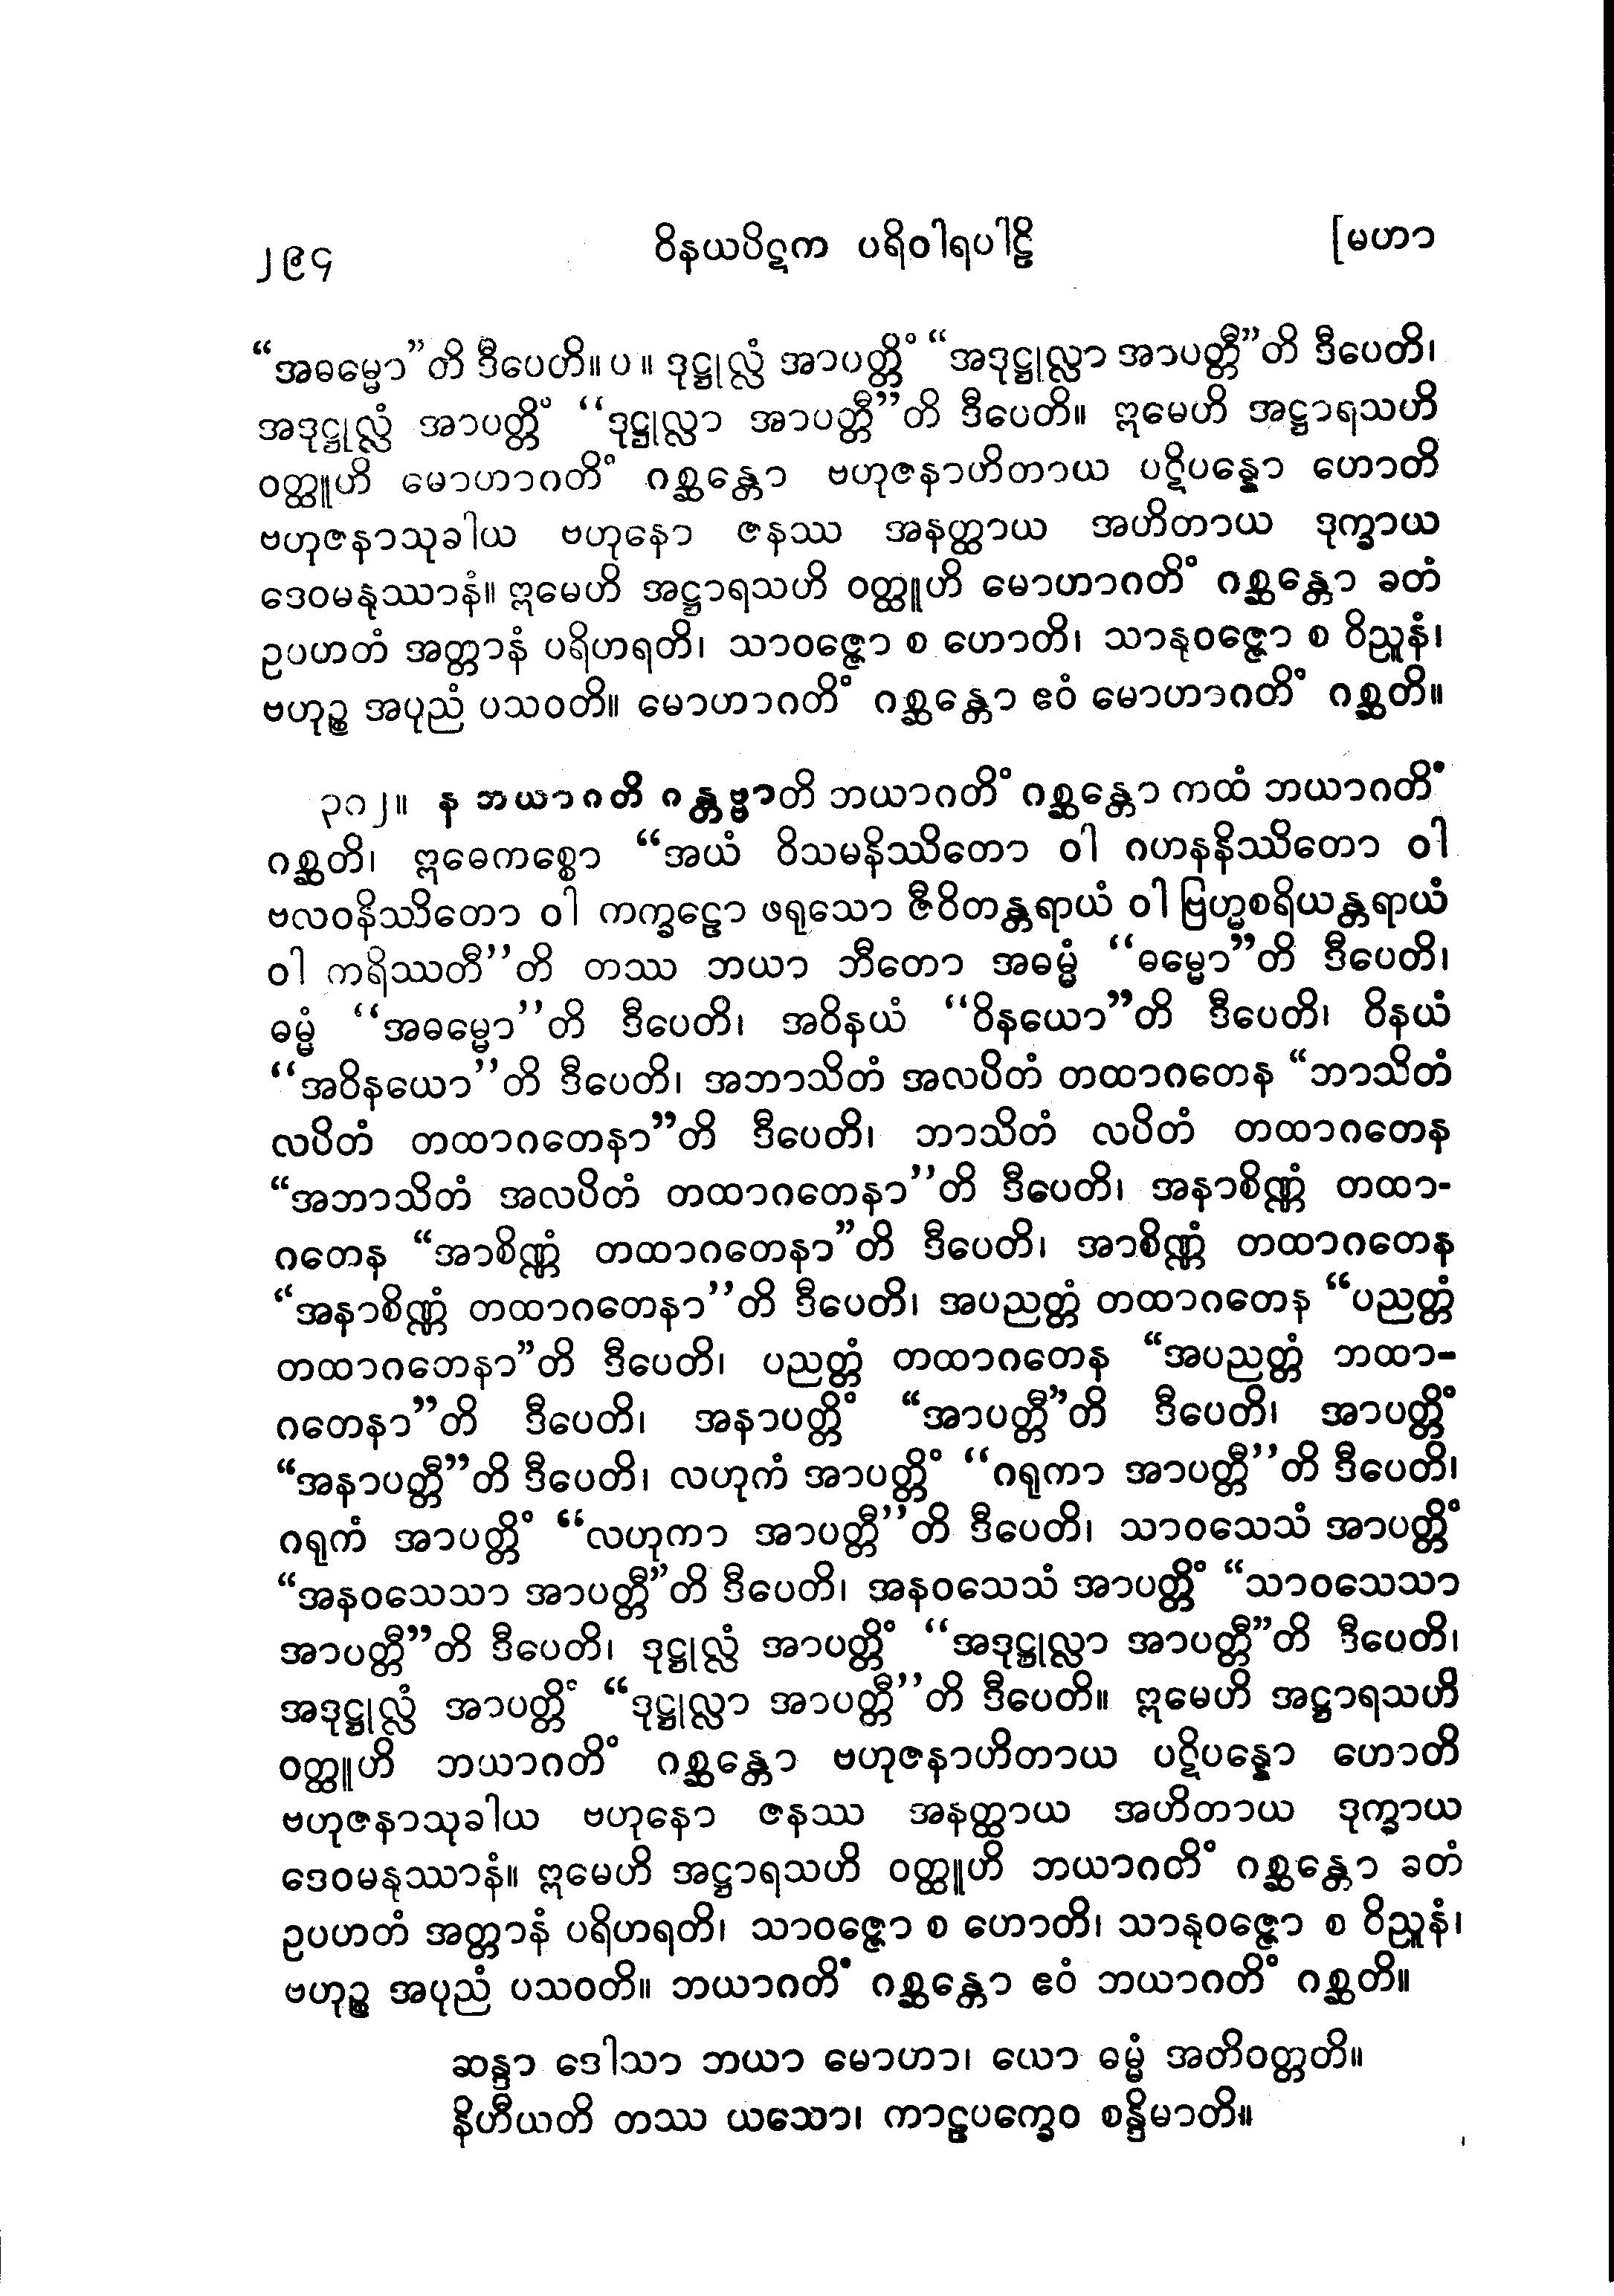 ၂၉၄ ဝိနယပိဋက ပရိဝါရပါဠိ [မဟာ
“အဓမ္မော”တိ ဒီပေတိ။ ပ ။ ဒုဋ္ဌုလ္လံ အာပတ္တိံ “အဒုဋ္ဌုလ္လာ အာပတ္တီ”တိ ဒီပေတိ၊
အဒုဋ္ဌုလ္လံ အာပတ္တိံ “ဒုဋ္ဌုလ္လာ အာပတ္တီ”တိ ဒီပေတိ။ ဣမေဟိ အဋ္ဌာရသဟိ
ဝတ္ထူဟိ မောဟာဂတိံ ဂစ္ဆန္တော ဗဟုဇနာဟိတာယ ပဋိပန္နော ဟောတိ
ဗဟုဇနာသုခါယ ဗဟုနော ဇနဿ အနတ္ထာယ အဟိတာယ ဒုက္ခာယ
ဒေဝမနုဿာနံ။ ဣမေဟိ အဋ္ဌာရသဟိ ဝတ္ထူဟိ မောဟာဂတိံ ဂစ္ဆန္တော ခတံ
ဥပဟတံ အတ္တာနံ ပရိဟရတိ၊ သာဝဇ္ဇော စ ဟောတိ၊ သာနုဝဇ္ဇော စ ဝိညူနံ၊
ဗဟုဉ္စ အပုညံ ပသဝတိ။ မောဟာဂတိံ ဂစ္ဆန္တော ဧဝံ မောဟာဂတိံ ဂစ္ဆတိ။
၃၈၂။ န ဘယာဂတိ ဂန္တဗ္ဗာတိ ဘယာဂတိံ ဂစ္ဆန္တော ကထံ ဘယာဂတိံ
ဂစ္ဆတိ၊ ဣဓေကစ္စော “အယံ ဝိသမနိဿိတော ဝါ ဂဟနနိဿိတော ဝါ
ဗလဝနိဿိတော ဝါ ကက္ခဠော ဖရုသော ဇီဝိတန္တရာယံ ဝါ ဗြဟ္မစရိယန္တရာယံ
ဝါ ကရိဿတီ”တိ တဿ ဘယာ ဘီတော အဓမ္မံ “ဓမ္မော”တိ ဒီပေတိ၊
ဓမ္မံ “အဓမ္မော”တိ ဒီပေတိ၊ အဝိနယံ “ဝိနယော”တိ ဒီပေတိ၊ ဝိနယံ
“အဝိနယော”တိ ဒီပေတိ၊ အဘာသိတံ အလပိတံ တထာဂတေန “ဘာသိတံ
လပိတံ တထာဂတေနာ”တိ ဒီပေတိ၊ ဘာသိတံ လပိတံ တထာဂတေန
“အဘာသိတံ အလပိတံ တထာဂတေနာ”တိ ဒီပေတိ၊ အနာစိဏ္ဏံ တထာ-
ဂတေန “အာစိဏ္ဏံ တထာဂတေနာ”တိ ဒီပေတိ၊ အာစိဏ္ဏံ တထာဂတေန
“အနာစိဏ္ဏံ တထာဂတေနာ”တိ ဒီပေတိ၊ အပညတ္တံ တထာဂတေန “ပညတ္တံ
တထာဂတေနာ”တိ ဒီပေတိ၊ ပညတ္တံ တထာဂတေန “အပညတ္တံ တထာ-
ဂတေနာ”တိ ဒီပေတိ၊ အနာပတ္တိံ “အာပတ္တီ”တိ ဒီပေတိ၊ အာပတ္တိံ
“အနာပတ္တီ”တိ ဒီပေတိ၊ လဟုကံ အာပတ္တိံ “ဂရုကာ အာပတ္တီ”တိ ဒီပေတိ၊
ဂရုကံ အာပတ္တိံ “လဟုကာ အာပတ္တီ”တိ ဒီပေတိ၊ သာဝသေသံ အာပတ္တိံ
“အနဝသေသာ အာပတ္တီ”တိ ဒီပေတိ၊ အနဝသေသံ အာပတ္တိံ “သာဝသေသာ
အာပတ္တီ”တိ ဒီပေတိ၊ ဒုဋ္ဌုလ္လံ အာပတ္တိံ “အဒုဋ္ဌုလ္လာ အာပတ္တီ”တိ ဒီပေတိ၊
အဒုဋ္ဌုလ္လံ အာပတ္တိံ “ဒုဋ္ဌုလ္လာ အာပတ္တီ”တိ ဒီပေတိ။ ဣမေဟိ အဋ္ဌာရသဟိ
ဝတ္ထူဟိ ဘယာဂတိံ ဂစ္ဆန္တော ဗဟုဇနာဟိတာယ ပဋိပန္နော ဟောတိ
ဗဟုဇနာသုခါယ ဗဟုနော ဇနဿ အနတ္ထာယ အဟိတာယ ဒုက္ခာယ
ဒေဝမနုဿာနံ။ ဣမေဟိ အဋ္ဌာရသဟိ ဝတ္ထူဟိ ဘယာဂတိံ ဂစ္ဆန္တော ခတံ
ဥပဟတံ အတ္တာနံ ပရိဟရတိ၊ သာဝဇ္ဇော စ ဟောတိ၊ သာနုဝဇ္ဇော စ ဝိညူနံ၊
ဗဟုဉ္စ အပုညံ ပသဝတိ။ ဘယာဂတိံ ဂစ္ဆန္တော ဧဝံ ဘယာဂတိံ ဂစ္ဆတိ။
ဆန္ဒာ ဒေါသာ ဘယာ မောဟာ၊ ယော ဓမ္မံ အတိဝတ္တတိ။
နိဟီယတိ တဿ ယသော၊ ကာဠပက္ခေဝ စန္ဒိမာတိ။